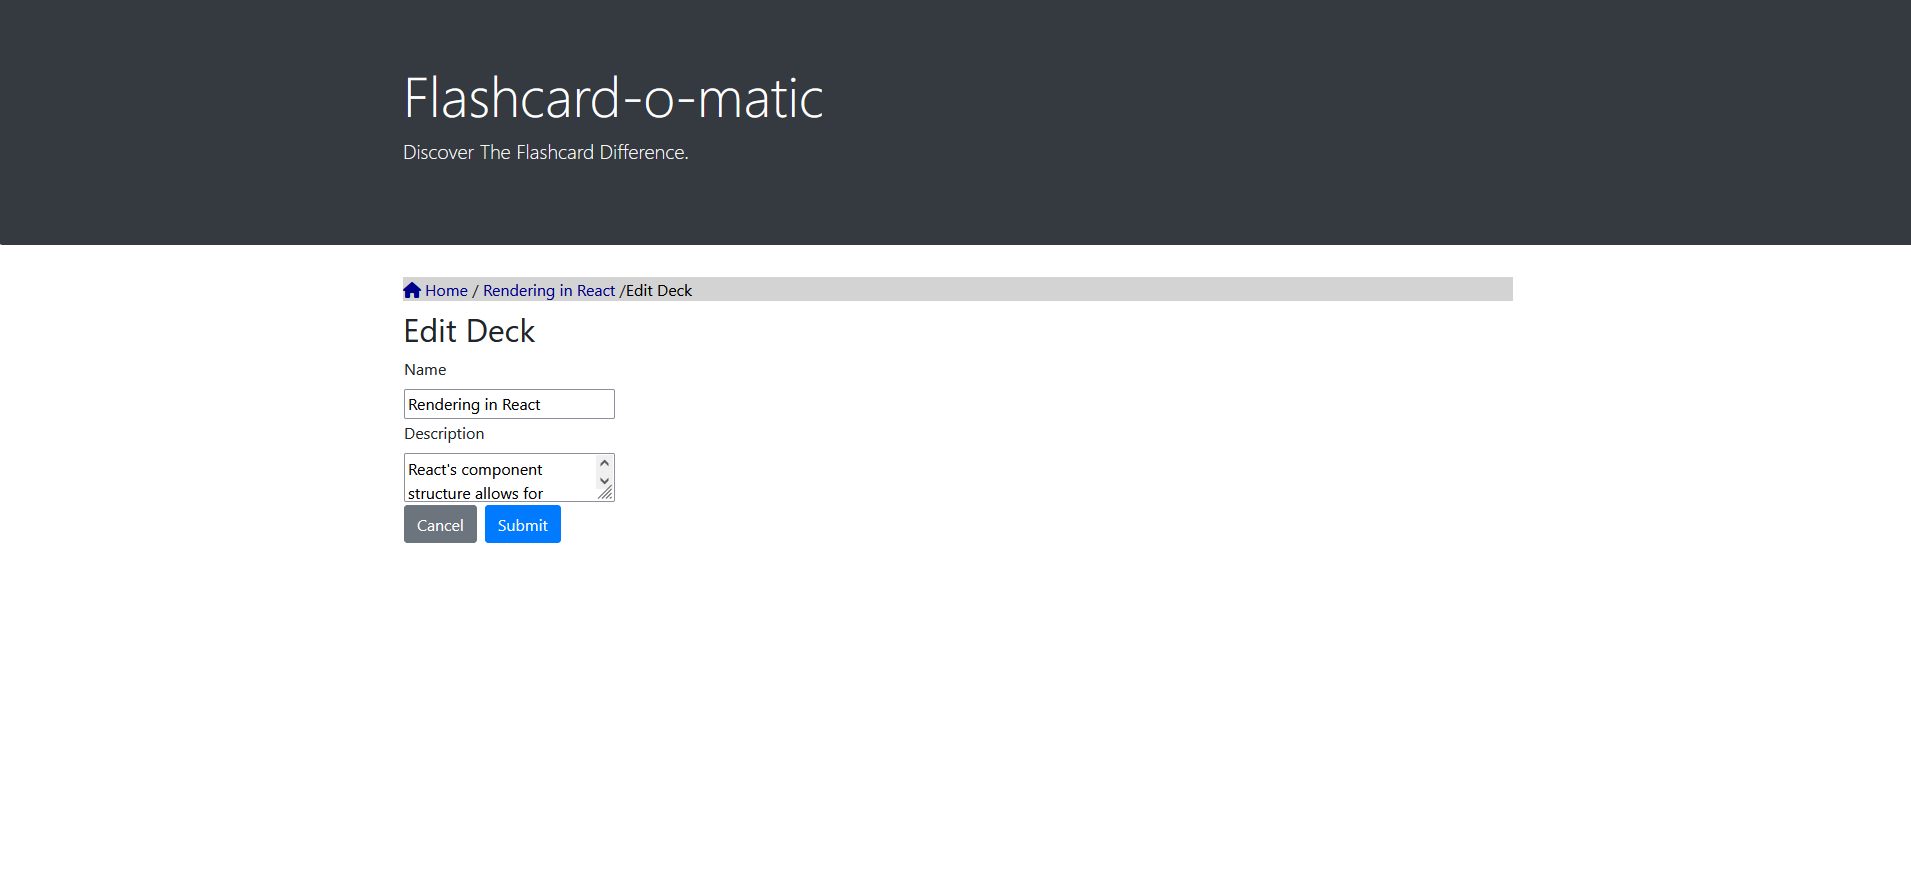 Flashcard-o-matic
Discover The Flashcard Difference.
Home / Rendering in React /Edit Deck
Edit Deck
Name
Rendering in React
Description
React's component
structure allows for
Cancel Submit